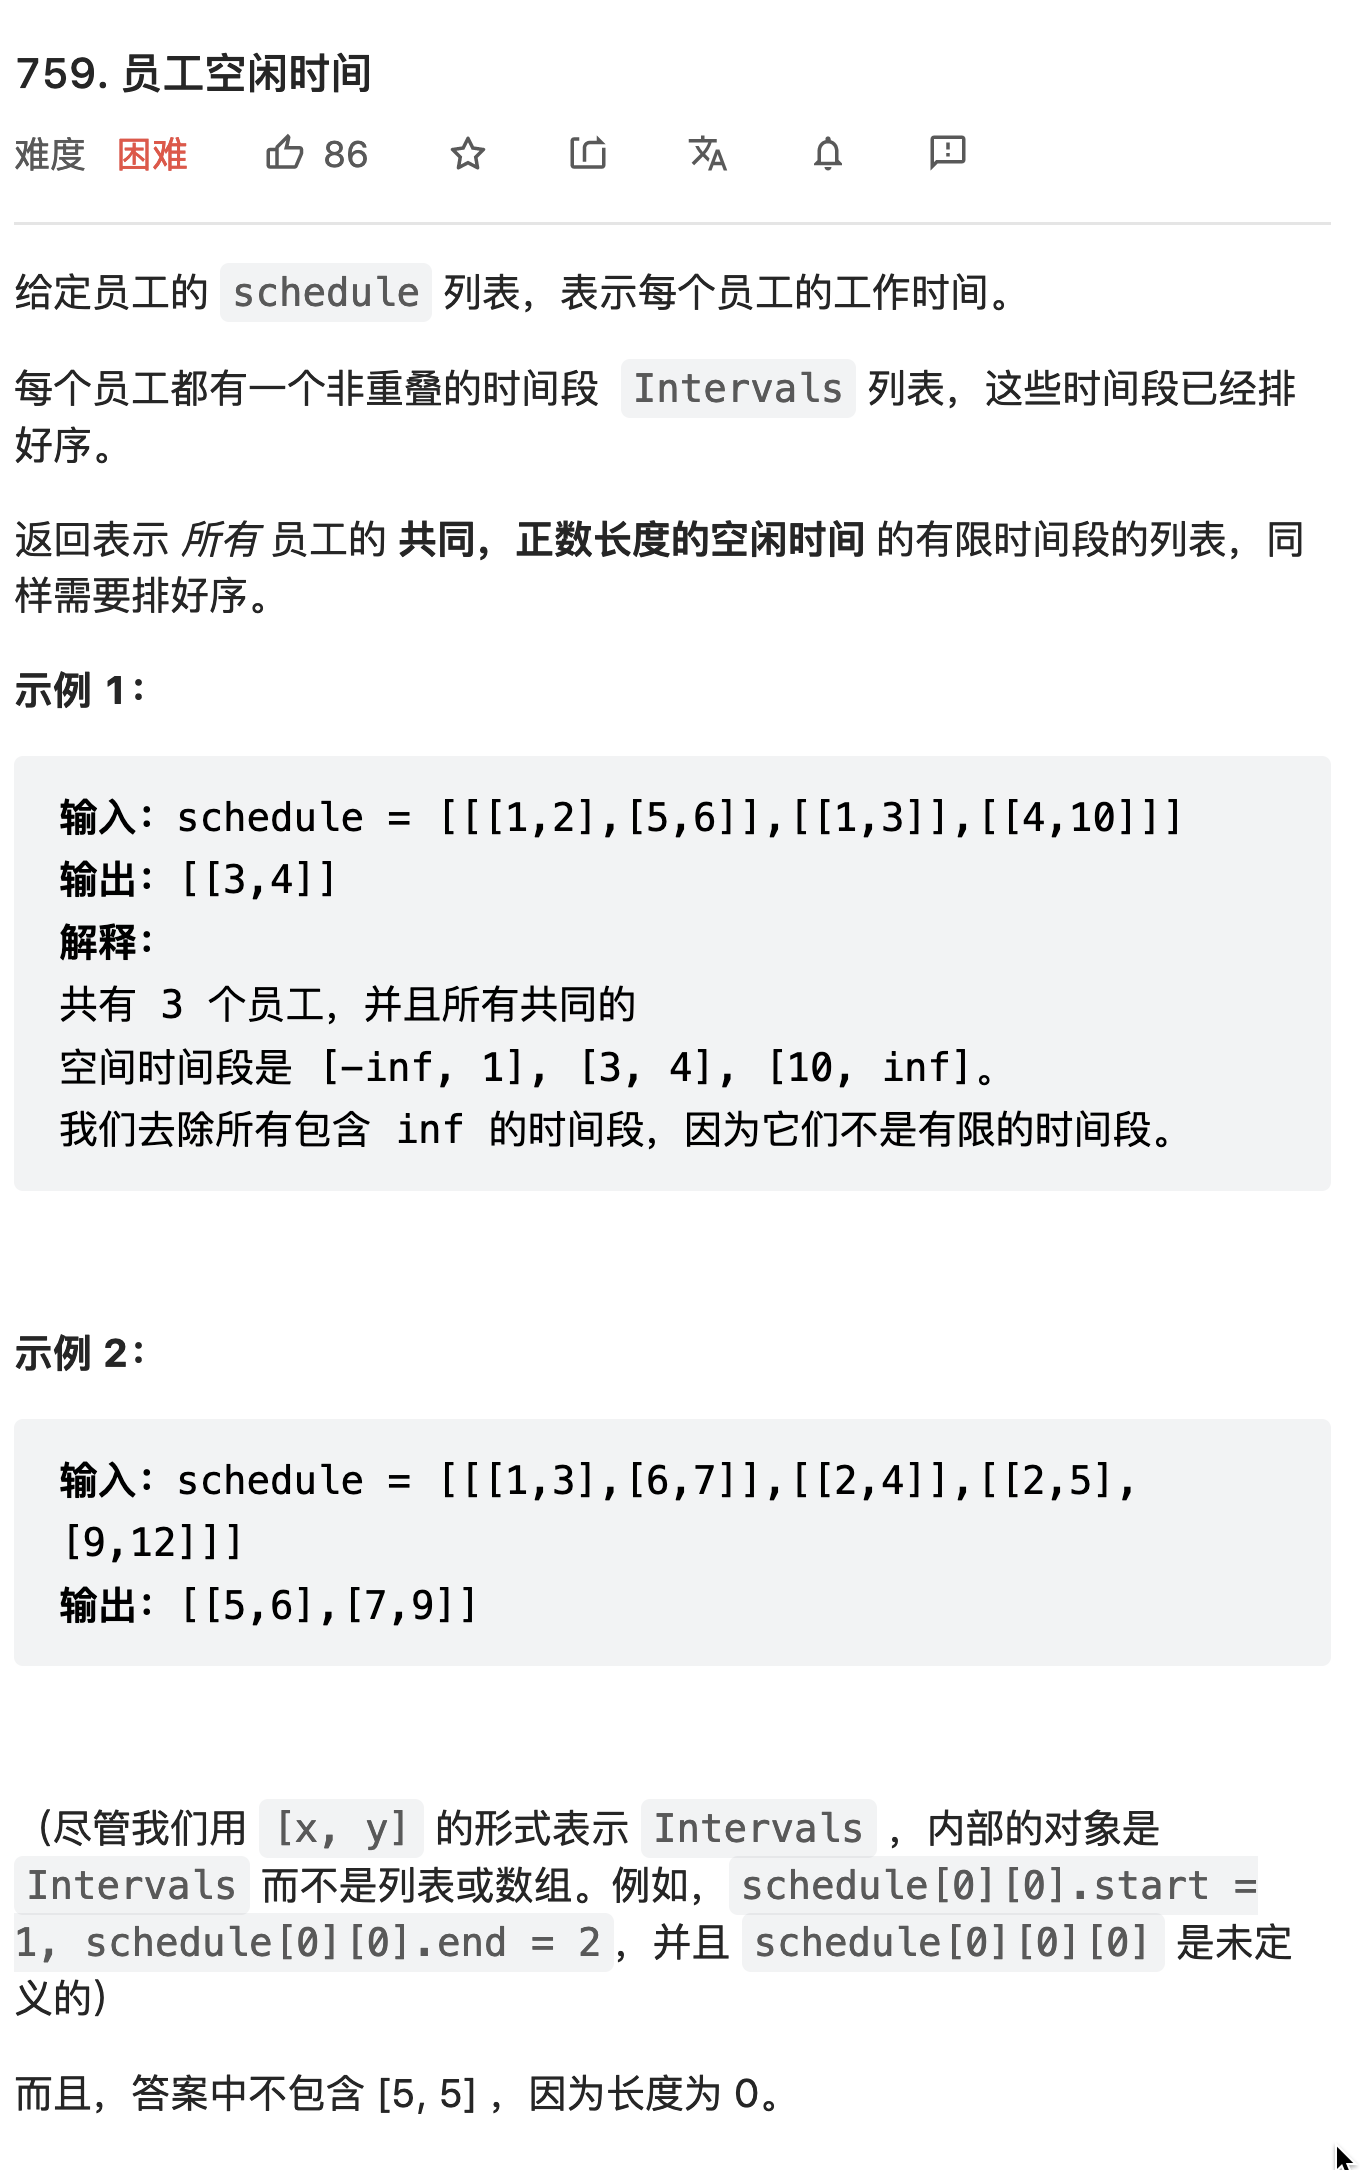 759. 员工空闲时间
难度 困难 86
给定员工的 schedule 列表，表示每个员工的工作时间。
每个员工都有一个非重叠的时间段 Intervals 列表，这些时间段已经排
好序。
返回表示 所有 员工的 共同，正数长度的空闲时间 的有限时间段的列表，同
样需要排好序。
示例 1：
输入：schedule = [[[1,2],[5,6]],[[1,3]],[[4,10]]]
输出：[[3,4]]
解释：
共有 3 个员工，并且所有共同的
空间时间段是 [-inf, 1], [3, 4], [10, inf]。
我们去除所有包含 inf 的时间段，因为它们不是有限的时间段。
示例 2：
输入：schedule = [[[1,3],[6,7]],[[2,4]],[[2,5],
[9,12]]]
输出：[[5,6],[7,9]]
（尽管我们用 [x, y] 的形式表示 Intervals ，内部的对象是
Intervals 而不是列表或数组。例如，schedule[0][0].start =
1, schedule[0][0].end = 2，并且 schedule[0][0][0] 是未定
义的）
而且，答案中不包含 [5, 5] ，因为长度为 0。